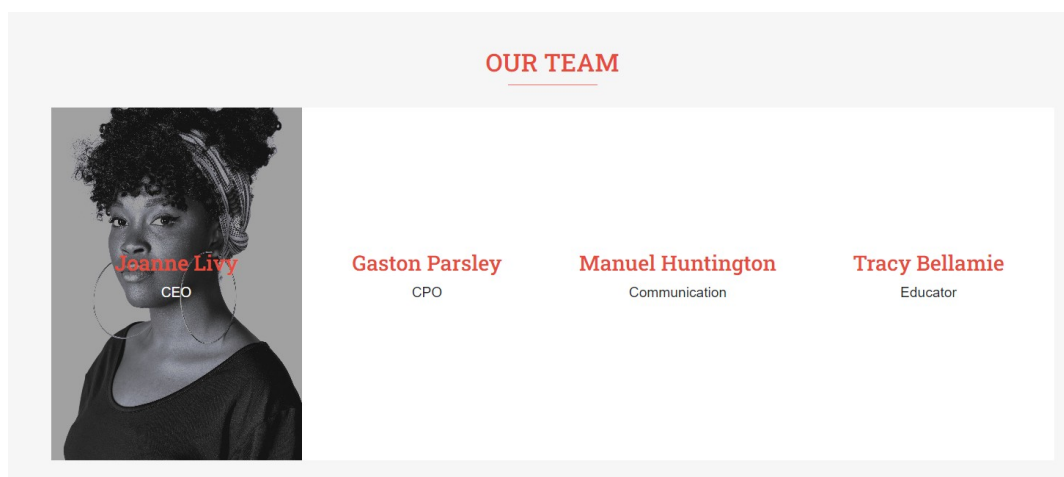 OUR TEAM
Joanne Livy
CEO
Gaston Parsley
CPO
Manuel Huntington
Communication
Tracy Bellamie
Educator